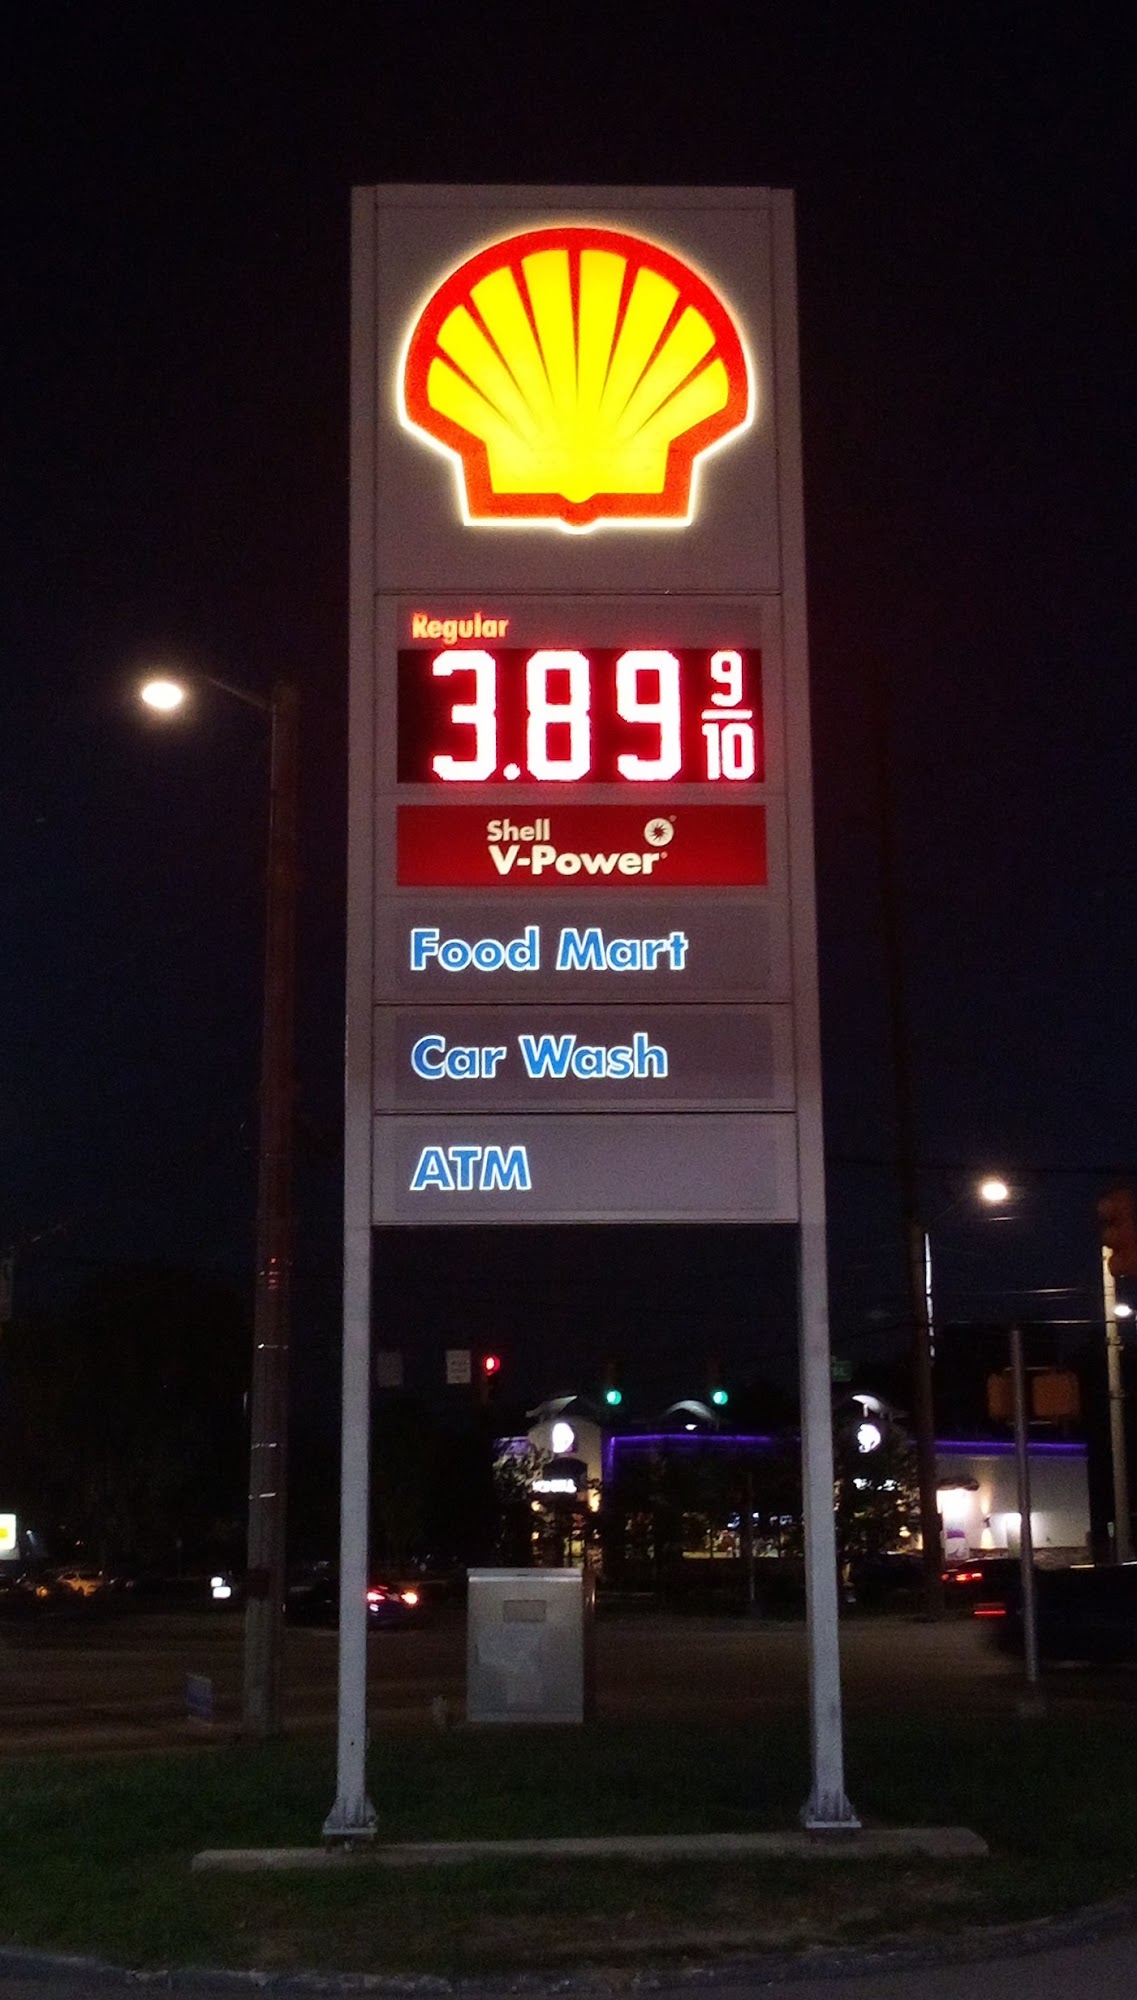 Regular
3.89 9/10
Shell
V-Power
Food Mart
Car Wash
ATM